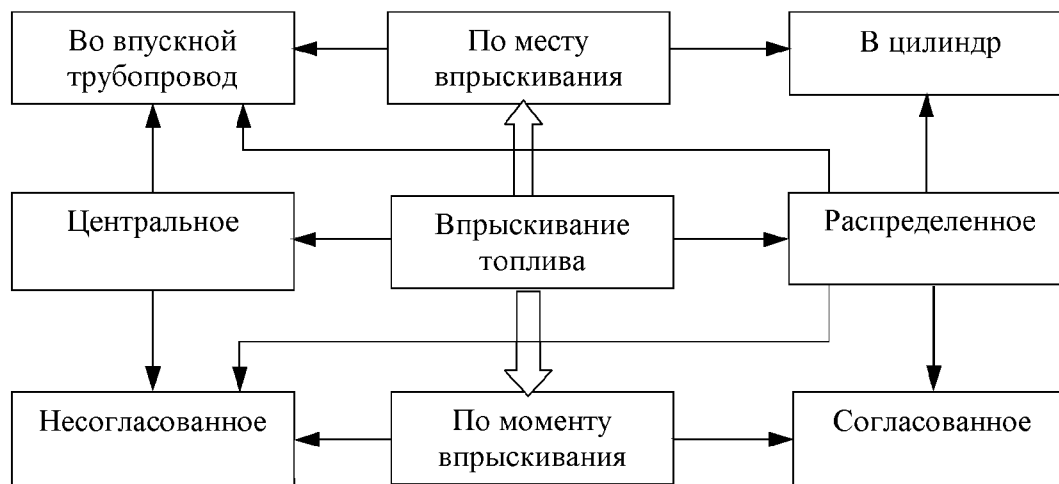 Во впускной
трубопровод
По месту
впрыскивания
В цилиндр
Центральное
Впрыскивание
топлива
Распределенное
Несогласованное
По моменту
впрыскивания
Согласованное